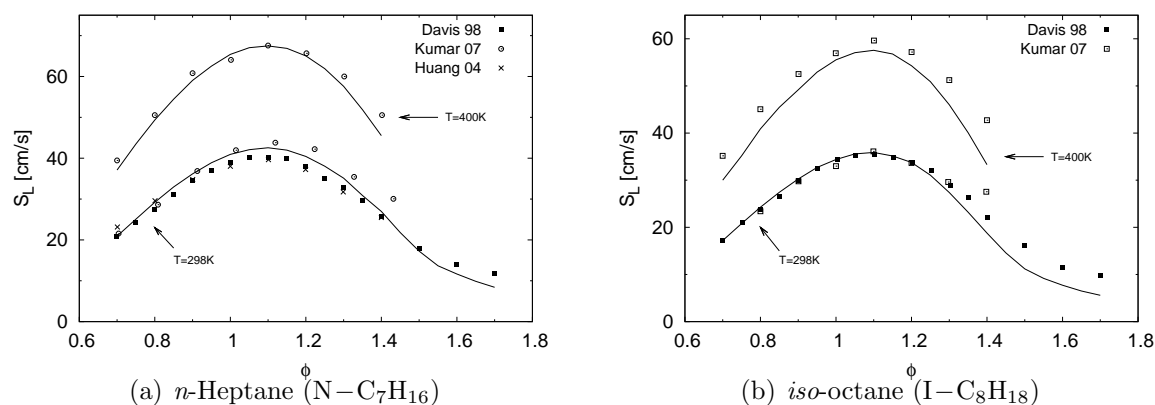 0
20
40
60
0.6
0.8
1
1.2
1.4
1.6
1.8
S_L [cm/s]
ϕ
Davis 98
Kumar 07
Huang 04
T=400K
T=298K
(a) n-Heptane (N−C₇H₁₆)
0
20
40
60
0.6
0.8
1
1.2
1.4
1.6
1.8
S_L [cm/s]
ϕ
Davis 98
Kumar 07
T=400K
T=298K
(b) iso-octane (I−C₈H₁₈)